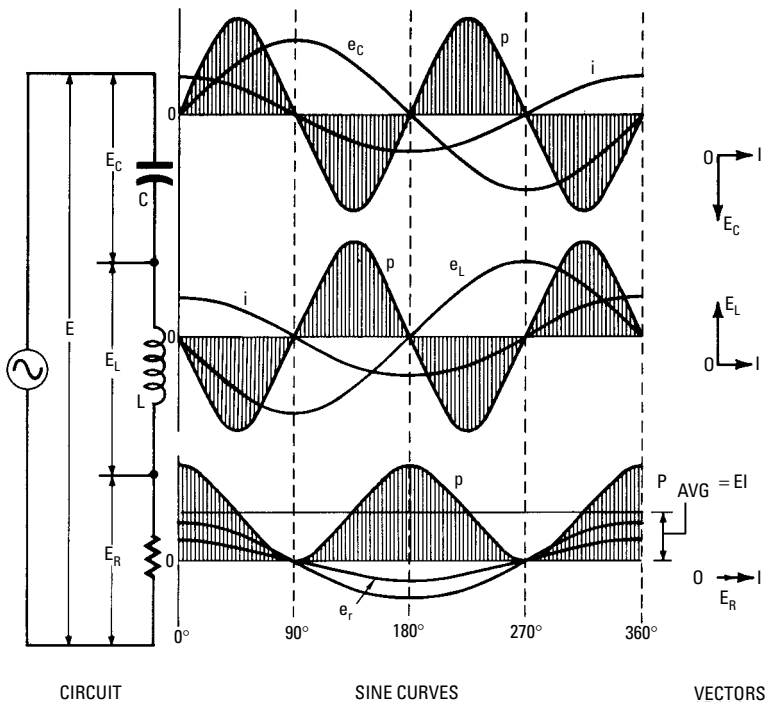 e_C
p
i
0
E_C
C
0 I
E_C
p
e_L
i
E_L
E
0
E_L
L
0 I
p
P AVG = EI
E_R
0
0 I
E_R
e_r
0° 90° 180° 270° 360°
CIRCUIT SINE CURVES VECTORS